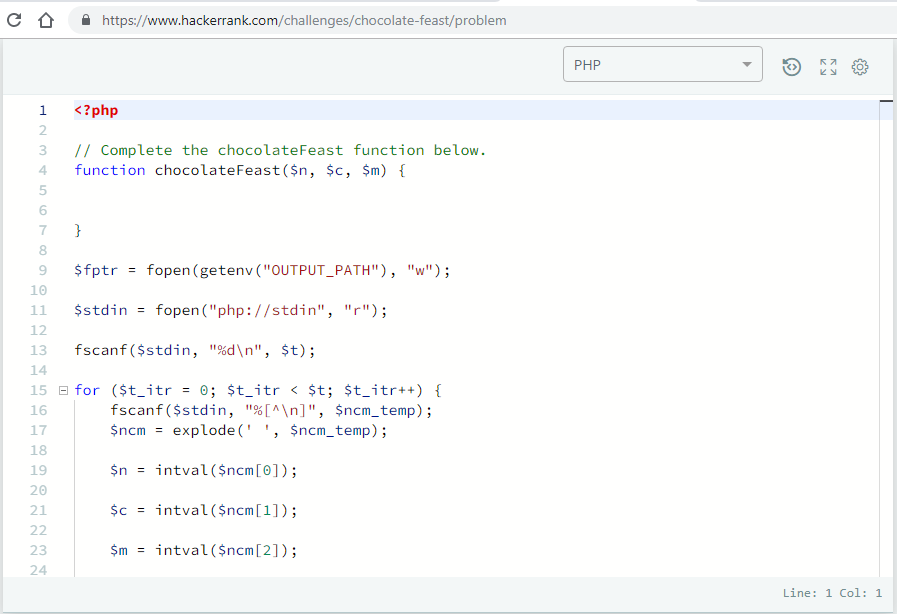 https://www.hackerrank.com/challenges/chocolate-feast/problem
PHP
1 <?php
2
3 // Complete the chocolateFeast function below.
4 function chocolateFeast($n, $c, $m) {
5
6
7 }
8
9 $fptr = fopen(getenv("OUTPUT_PATH"), "w");
10
11 $stdin = fopen("php://stdin", "r");
12
13 fscanf($stdin, "%d\n", $t);
14
15 for ($t_itr = 0; $t_itr < $t; $t_itr++) {
16     fscanf($stdin, "%[^\n]", $ncm_temp);
17     $ncm = explode(' ', $ncm_temp);
18
19     $n = intval($ncm[0]);
20
21     $c = intval($ncm[1]);
22
23     $m = intval($ncm[2]);
24
Line: 1 Col: 1